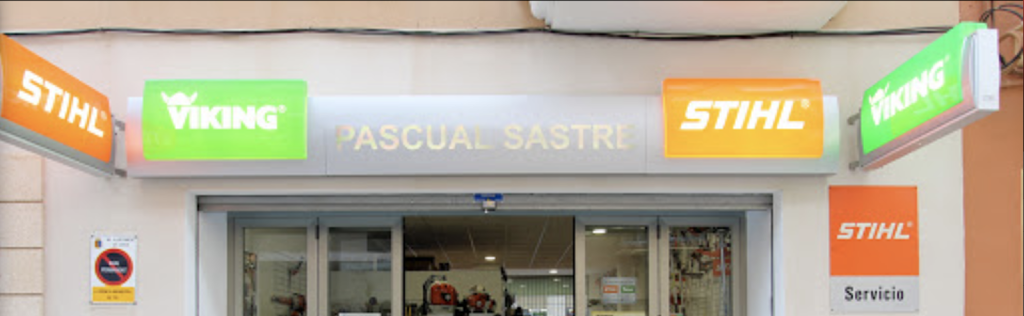 STIHL
VIKING
PASCUAL SASTRE
STIHL
VIKING
STIHL
Servicio